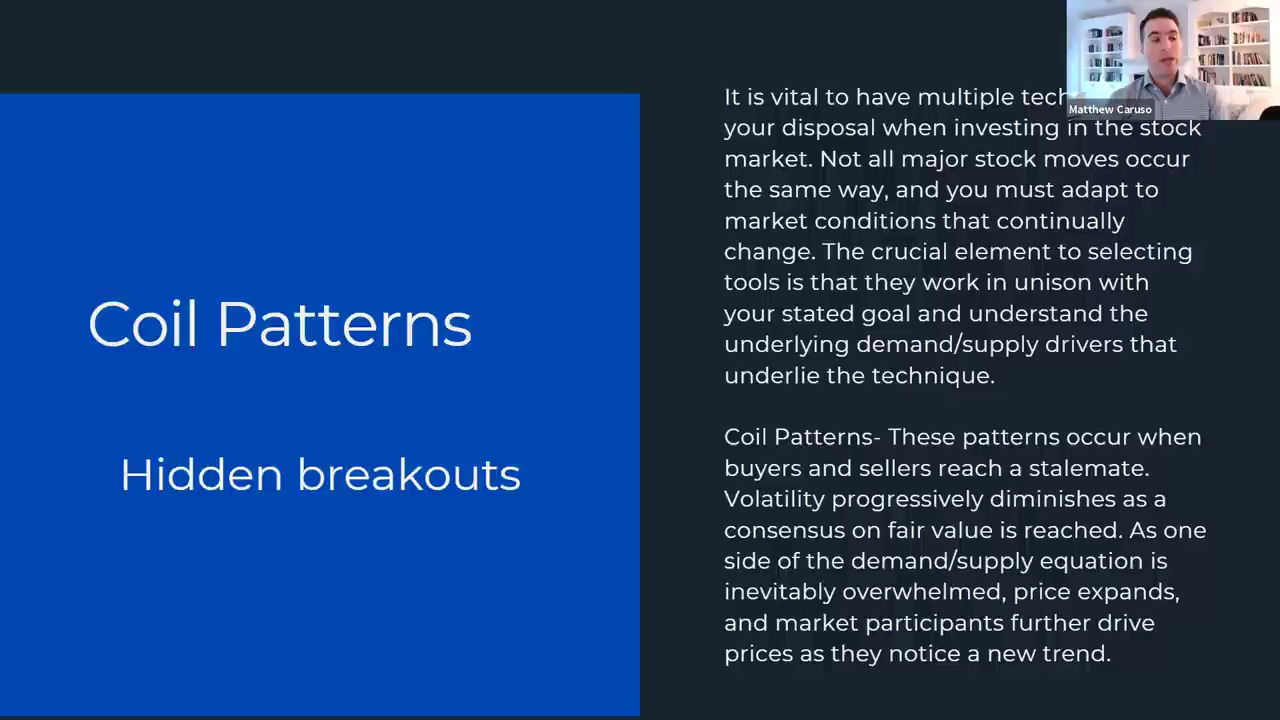 Coil Patterns
Hidden breakouts
It is vital to have multiple
your disposal when investing in the stock
market. Not all major stock moves occur
the same way, and you must adapt to
market conditions that continually
change. The crucial element to selecting
tools is that they work in unison with
your stated goal and understand the
underlying demand/supply drivers that
underlie the technique.
Coil Patterns- These patterns occur when
buyers and sellers reach a stalemate.
Volatility progressively diminishes as a
consensus on fair value is reached. As one
side of the demand/supply equation is
inevitably overwhelmed, price expands,
and market participants further drive
prices as they notice a new trend.
Matthew Caruso